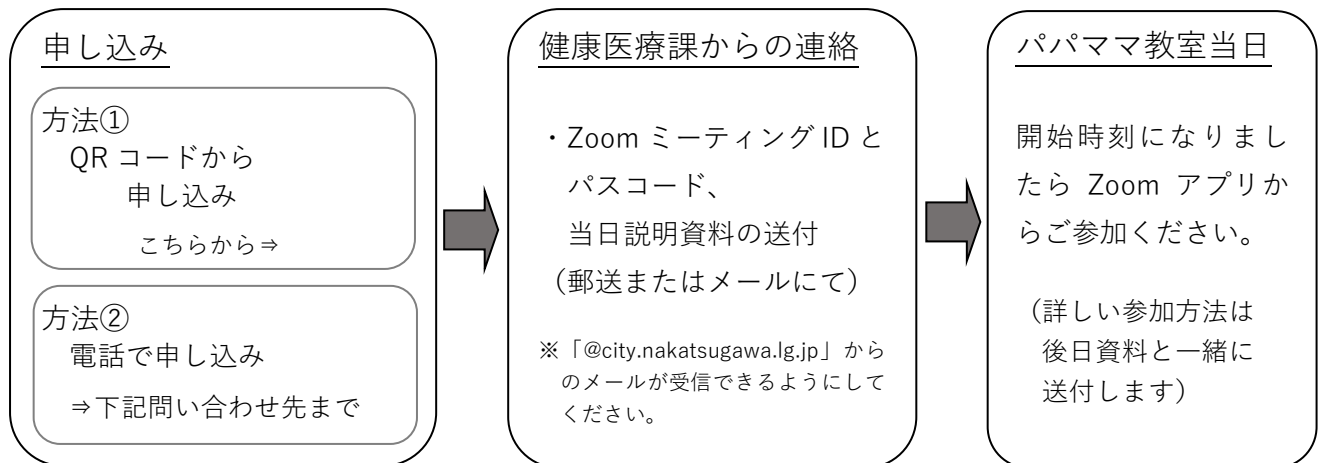 申し込み
方法①
QRコードから
申し込み
こちらから⇒
方法②
電話で申し込み
⇒下記問い合わせ先まで
健康医療課からの連絡
・ZoomミーティングIDと
パスコード、
当日説明資料の送付
（郵送またはメールにて）
※「@city.nakatsugawa.lg.jp」から
のメールが受信できるようにして
ください。
パパママ教室当日
開始時刻になりまし
たら Zoom アプリか
らご参加ください。
（詳しい参加方法は
後日資料と一緒に
送付します）